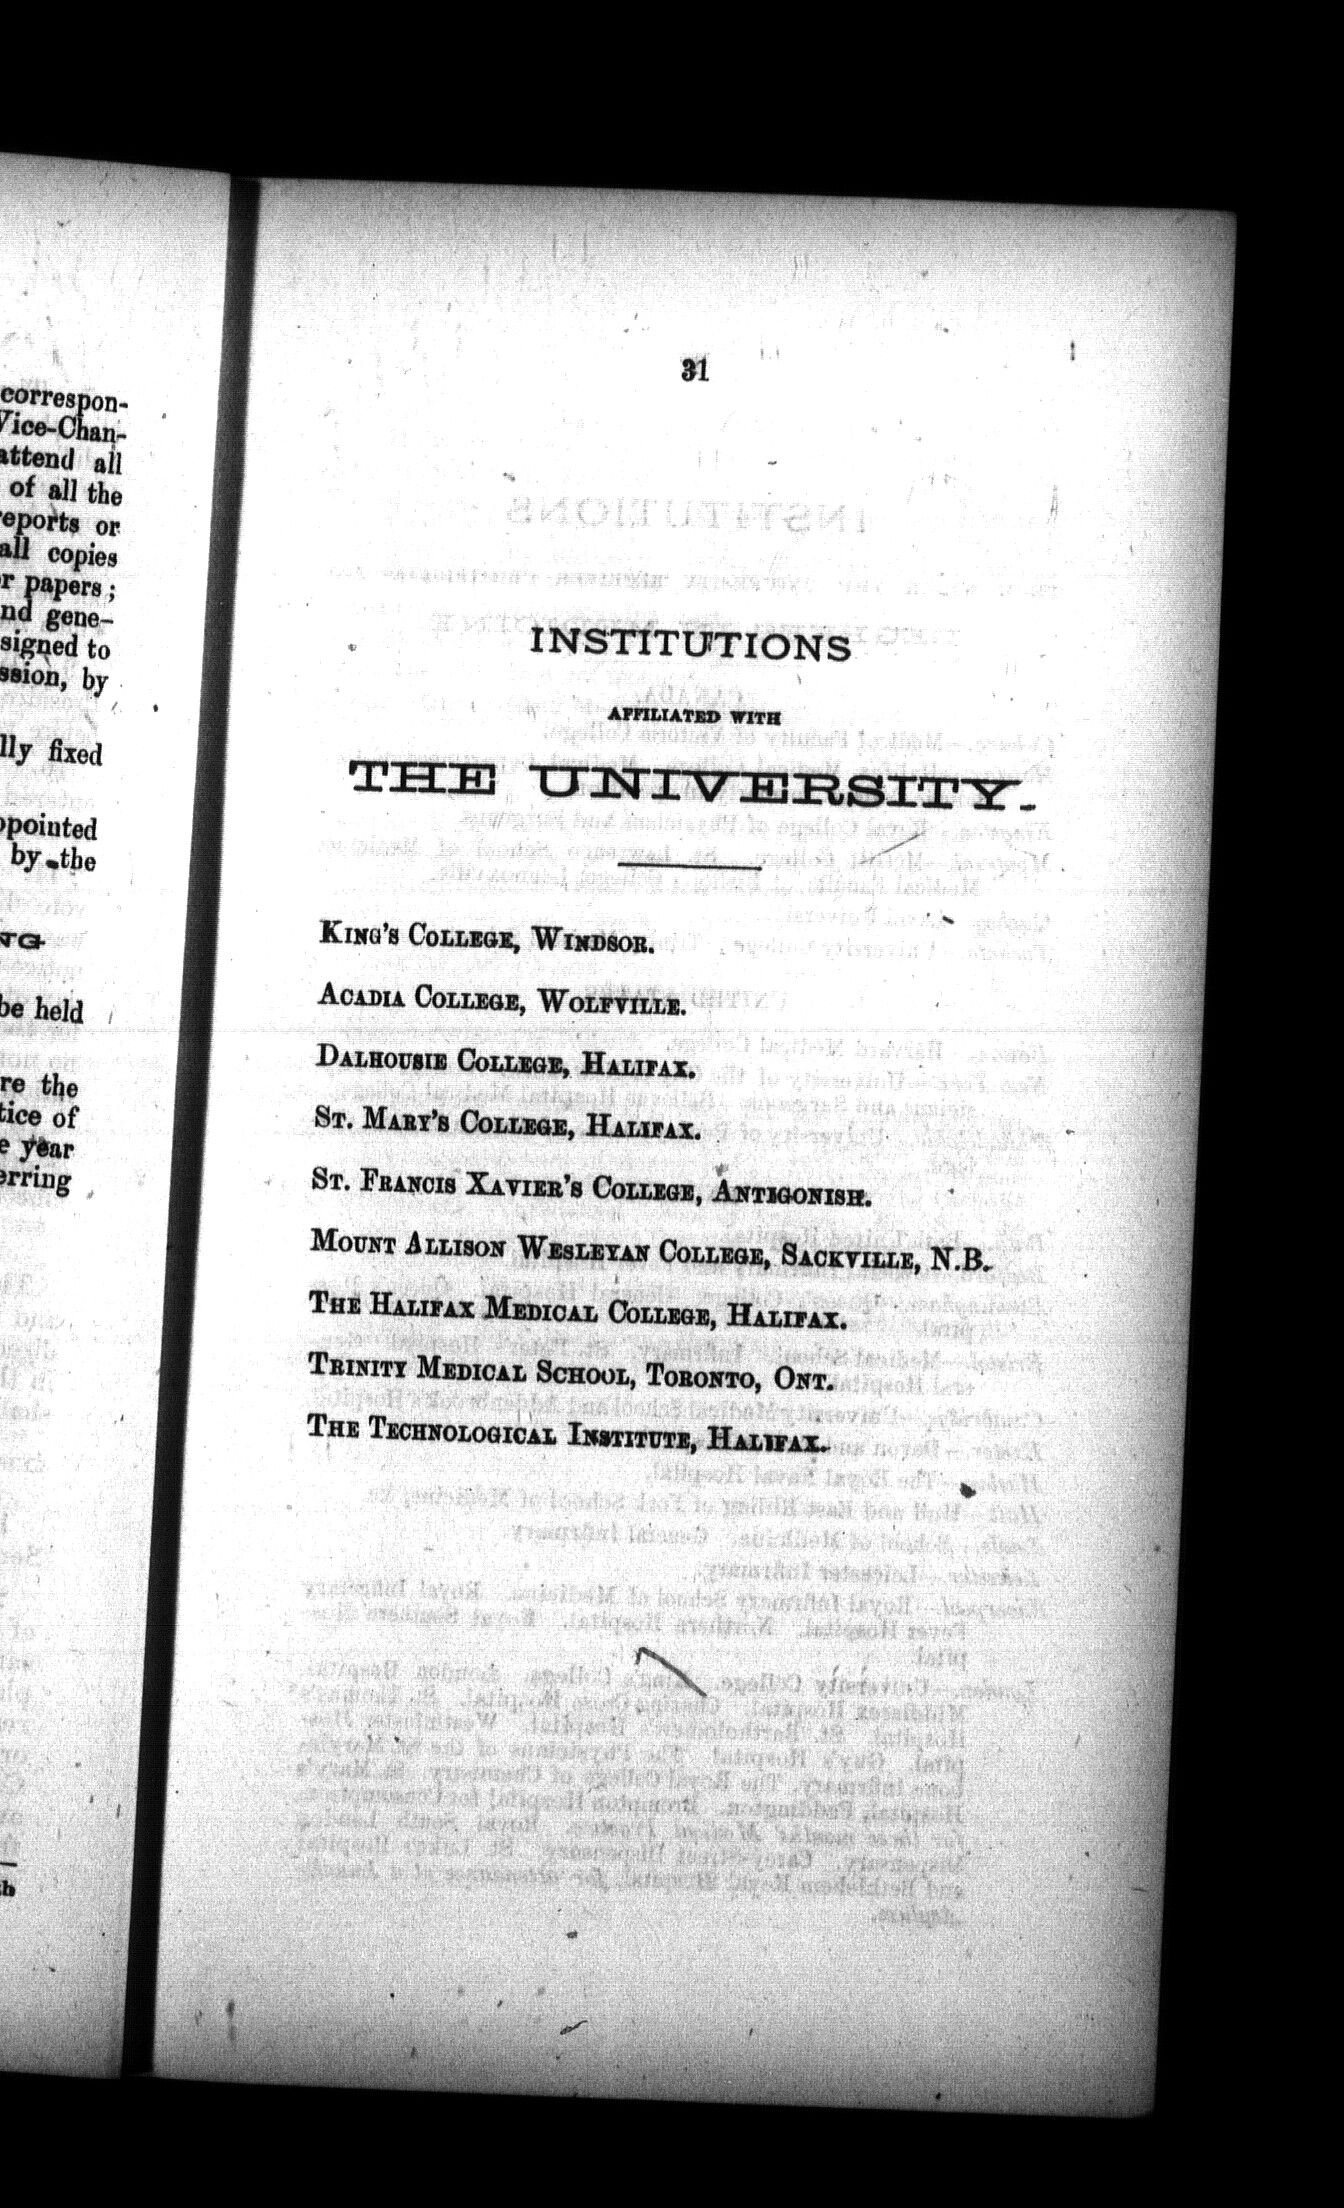 correspon-
Vice-Chan-
attend all
of all the
reports or
all copies
r papers;
nd gene-
signed to
ssion, by
lly fixed
ppointed
by the
be held
re the
tice of
e year
erring
31
INSTITUTIONS
AFFILIATED WITH
THE UNIVERSITY.
KING'S COLLEGE, WINDSOR.
ACADIA COLLEGE, WOLFVILLE.
DALHOUSIE COLLEGE, HALIFAX.
ST. MARY'S COLLEGE, HALIFAX.
ST. FRANCIS XAVIER'S COLLEGE, ANTIGONISH.
MOUNT ALLISON WESLEYAN COLLEGE, SACKVILLE, N.B.
THE HALIFAX MEDICAL COLLEGE, HALIFAX.
TRINITY MEDICAL SCHOOL, TORONTO, ONT.
THE TECHNOLOGICAL INSTITUTE, HALIFAX.